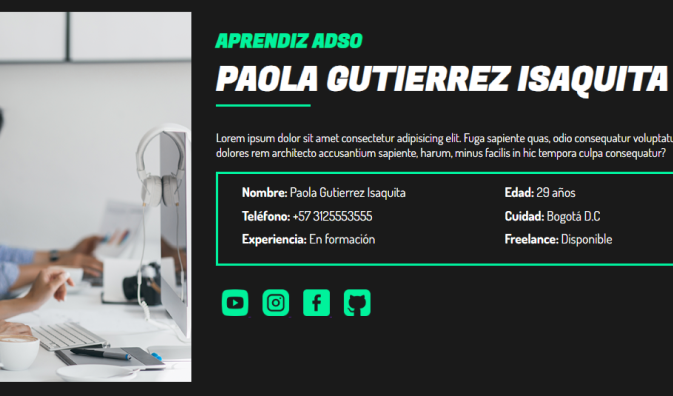 APRENDIZ ADSO
PAOLA GUTIERREZ ISAQUITA
Lorem ipsum dolor sit amet consectetur adipisicing elit. Fuga sapiente quas, odio consequatur voluptatu
dolores rem architecto accusantium sapiente, harum, minus facilis in hic tempora culpa consequatur?
Nombre: Paola Gutierrez Isaquita
Edad: 29 años
Teléfono: +57 3125553555
Cuidad: Bogotá D.C
Experiencia: En formación
Freelance: Disponible